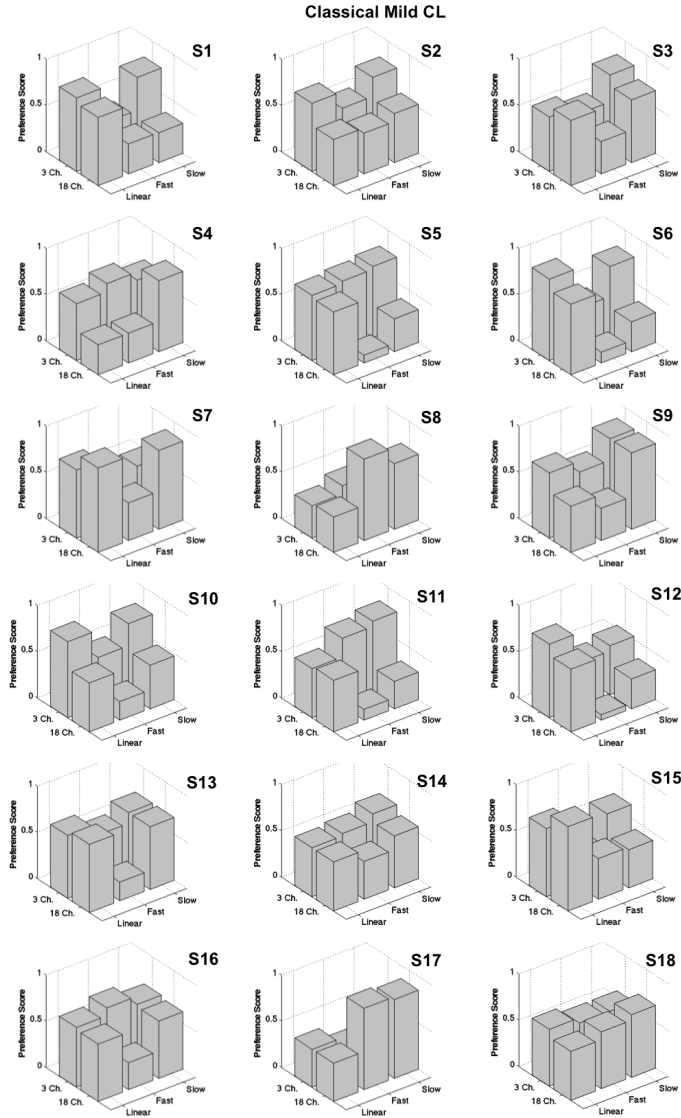 Classical Mild CL
S1
Preference Score
1
0.5
0
3 Ch.
18 Ch.
Linear
Fast
Slow
S2
Preference Score
1
0.5
0
3 Ch.
18 Ch.
Linear
Fast
Slow
S3
Preference Score
1
0.5
0
3 Ch.
18 Ch.
Linear
Fast
Slow
S4
Preference Score
1
0.5
0
3 Ch.
18 Ch.
Linear
Fast
Slow
S5
Preference Score
1
0.5
0
3 Ch.
18 Ch.
Linear
Fast
Slow
S6
Preference Score
1
0.5
0
3 Ch.
18 Ch.
Linear
Fast
Slow
S7
Preference Score
1
0.5
0
3 Ch.
18 Ch.
Linear
Fast
Slow
S8
Preference Score
1
0.5
0
3 Ch.
18 Ch.
Linear
Fast
Slow
S9
Preference Score
1
0.5
0
3 Ch.
18 Ch.
Linear
Fast
Slow
S10
Preference Score
1
0.5
0
3 Ch.
18 Ch.
Linear
Fast
Slow
S11
Preference Score
1
0.5
0
3 Ch.
18 Ch.
Linear
Fast
Slow
S12
Preference Score
1
0.5
0
3 Ch.
18 Ch.
Linear
Fast
Slow
S13
Preference Score
1
0.5
0
3 Ch.
18 Ch.
Linear
Fast
Slow
S14
Preference Score
1
0.5
0
3 Ch.
18 Ch.
Linear
Fast
Slow
S15
Preference Score
1
0.5
0
3 Ch.
18 Ch.
Linear
Fast
Slow
S16
Preference Score
1
0.5
0
3 Ch.
18 Ch.
Linear
Fast
Slow
S17
Preference Score
1
0.5
0
3 Ch.
18 Ch.
Linear
Fast
Slow
S18
Preference Score
1
0.5
0
3 Ch.
18 Ch.
Linear
Fast
Slow